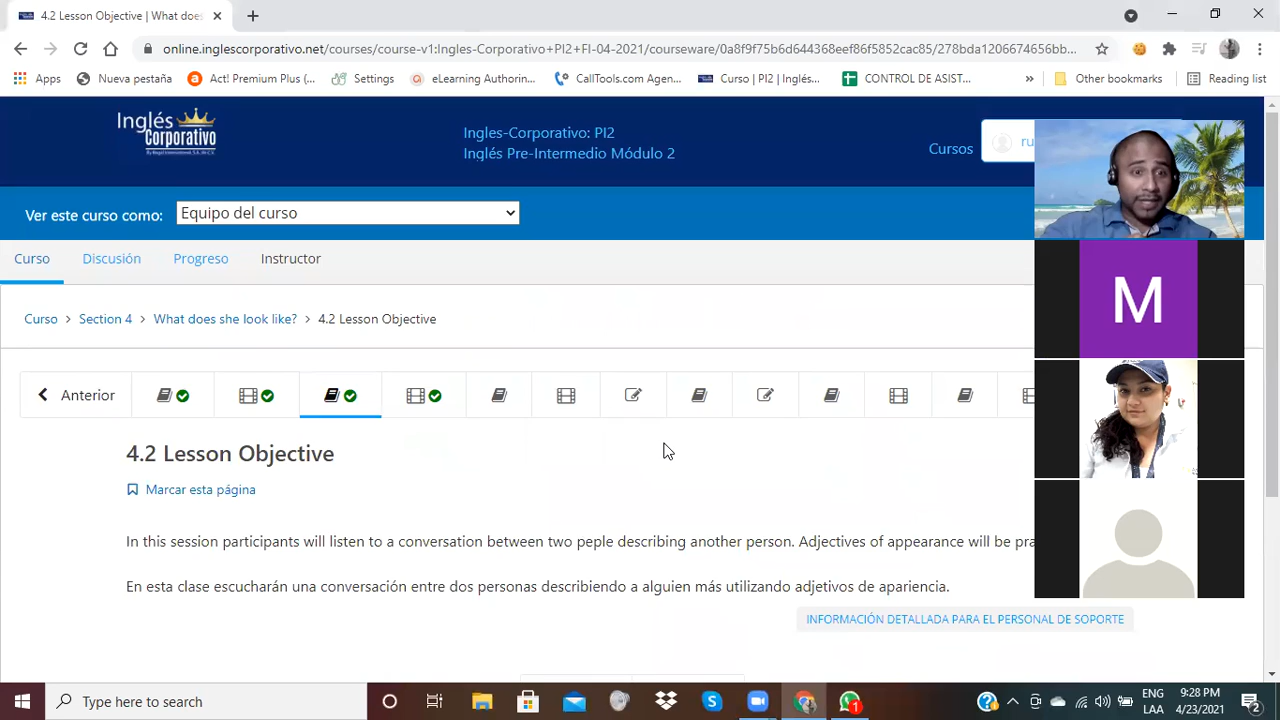 4.2 Lesson Objective | What does
online.inglescorporativo.net/courses/course-v1:Ingles-Corporativo+PI2+FI-04-2021/courseware/0a8f9f75b6d644368eef86f5852cac85/278bda1206674656bb...
Apps Nueva pestaña Act! Premium Plus (... Settings eLearning Authorin... CallTools.com Agen... Curso | PI2 | Inglés... CONTROL DE ASIST... » Other bookmarks Reading list
Inglés
Corporativo
Ingles-Corporativo: PI2
Inglés Pre-Intermedio Módulo 2
Cursos
ru
Ver este curso como: Equipo del curso
Curso Discusión Progreso Instructor
Curso > Section 4 > What does she look like? > 4.2 Lesson Objective
M
Anterior
4.2 Lesson Objective
Marcar esta página
In this session participants will listen to a conversation between two peple describing another person. Adjectives of appearance will be pra
En esta clase escucharán una conversación entre dos personas describiendo a alguien más utilizando adjetivos de apariencia.
INFORMACIÓN DETALLADA PARA EL PERSONAL DE SOPORTE
Type here to search
1
ENG
LAA
9:28 PM
4/23/2021
2